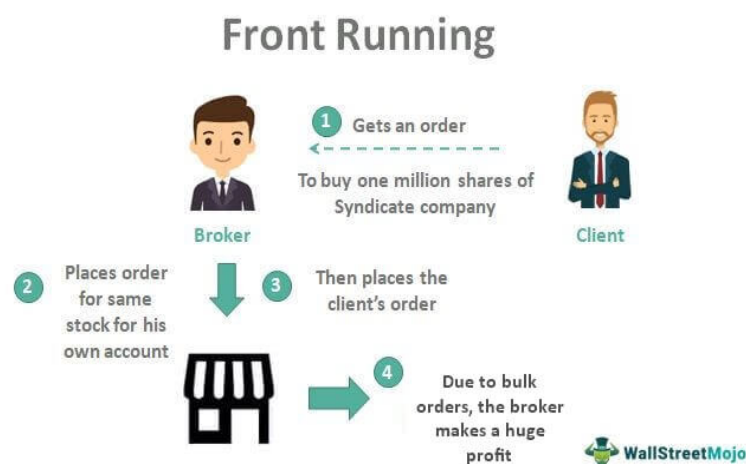 Front Running
1 Gets an order
To buy one million shares of
Syndicate company
Broker
Client
2 Places order
for same
stock for his
own account
3 Then places the
client's order
4 Due to bulk
orders, the broker
makes a huge
profit
WallStreetMojo